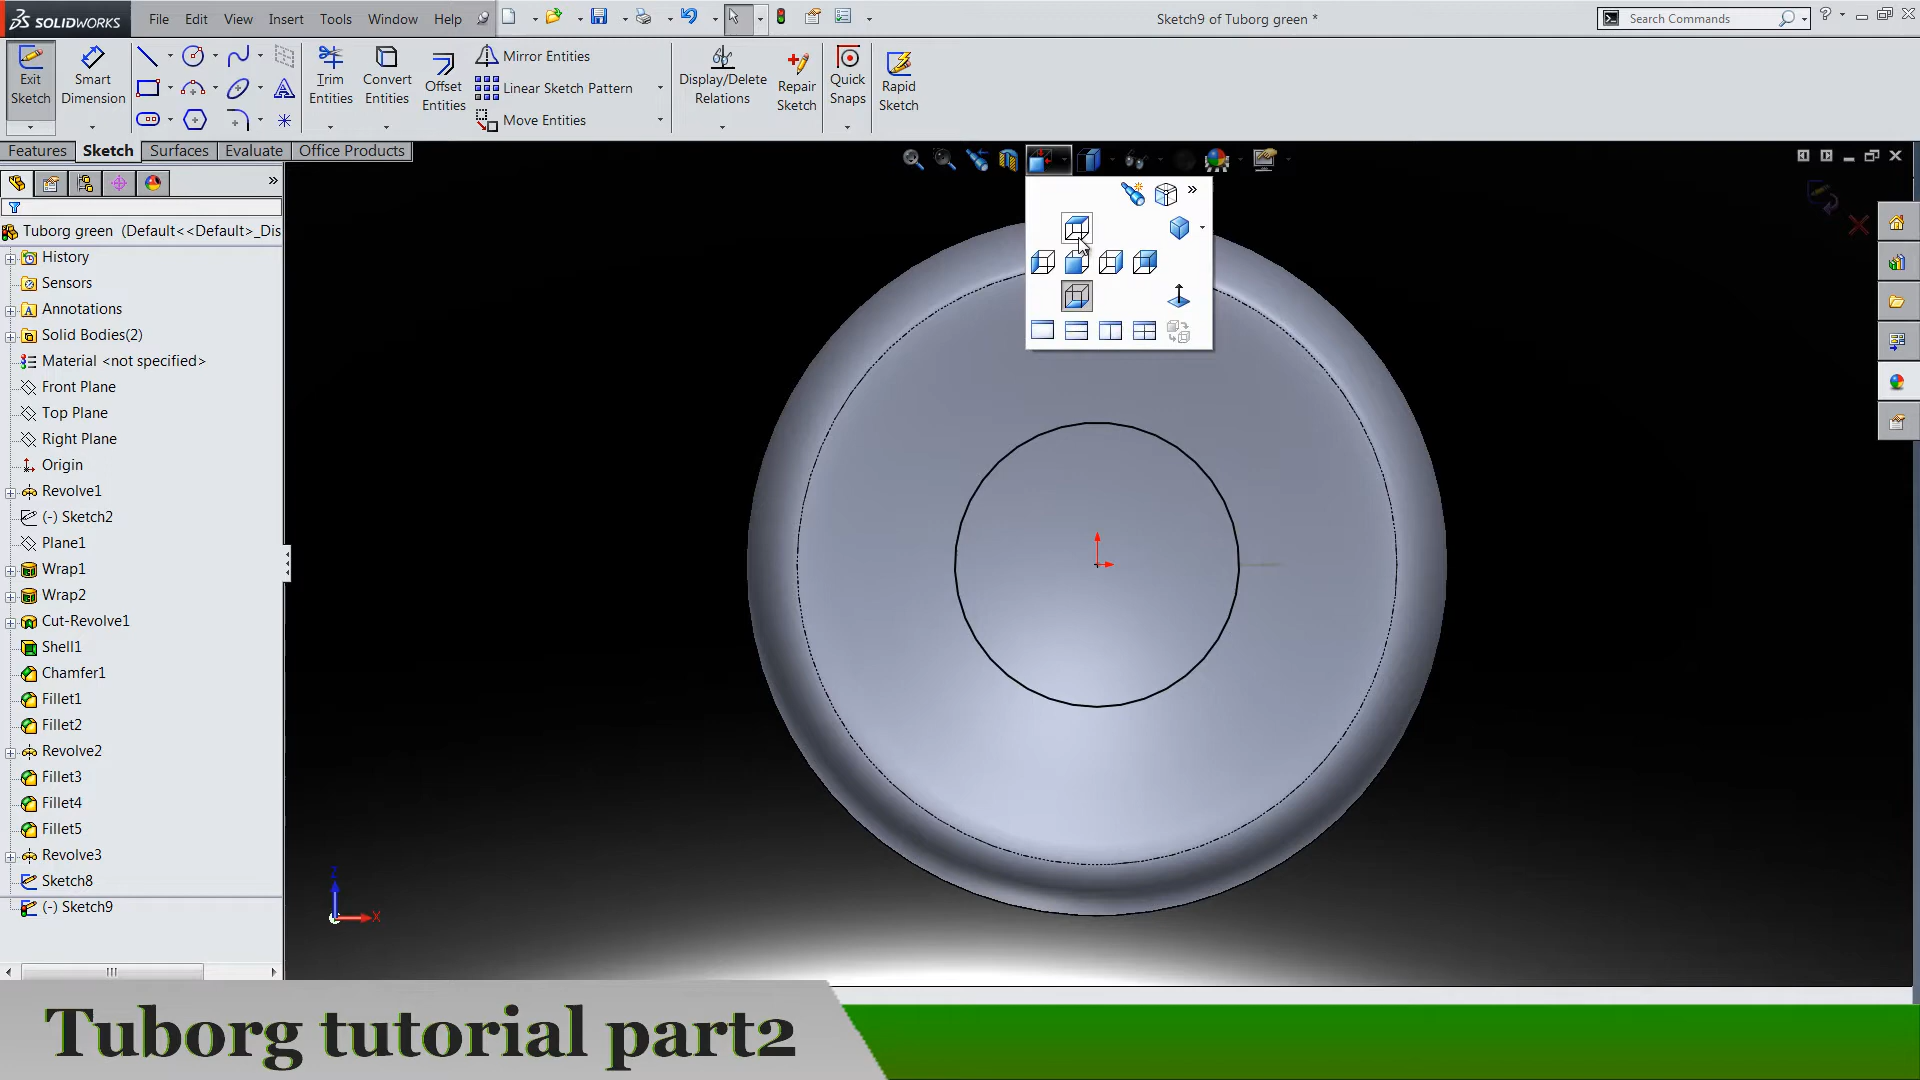 SOLIDWORKS
File Edit View Insert Tools Window Help
Sketch9 of Tuborg green *
Search Commands
Exit Sketch
Smart Dimension
Trim Entities
Convert Entities
Offset Entities
Mirror Entities
Linear Sketch Pattern
Move Entities
Display/Delete Relations
Repair Sketch
Quick Snaps
Rapid Sketch
Features Sketch Surfaces Evaluate Office Products
Tuborg green (Default<<Default>_Dis
History
Sensors
Annotations
Solid Bodies(2)
Material <not specified>
Front Plane
Top Plane
Right Plane
Origin
Revolve1
(-) Sketch2
Plane1
Wrap1
Wrap2
Cut-Revolve1
Shell1
Chamfer1
Fillet1
Fillet2
Revolve2
Fillet3
Fillet4
Fillet5
Revolve3
Sketch8
(-) Sketch9
Z
X
Tuborg tutorial part2